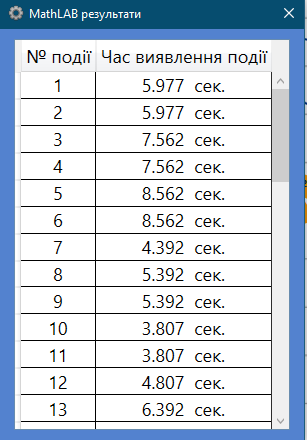 MathLAB результати
№ події Час виявлення події
1 5.977 сек.
2 5.977 сек.
3 7.562 сек.
4 7.562 сек.
5 8.562 сек.
6 8.562 сек.
7 4.392 сек.
8 5.392 сек.
9 5.392 сек.
10 3.807 сек.
11 3.807 сек.
12 4.807 сек.
13 6.392 сек.